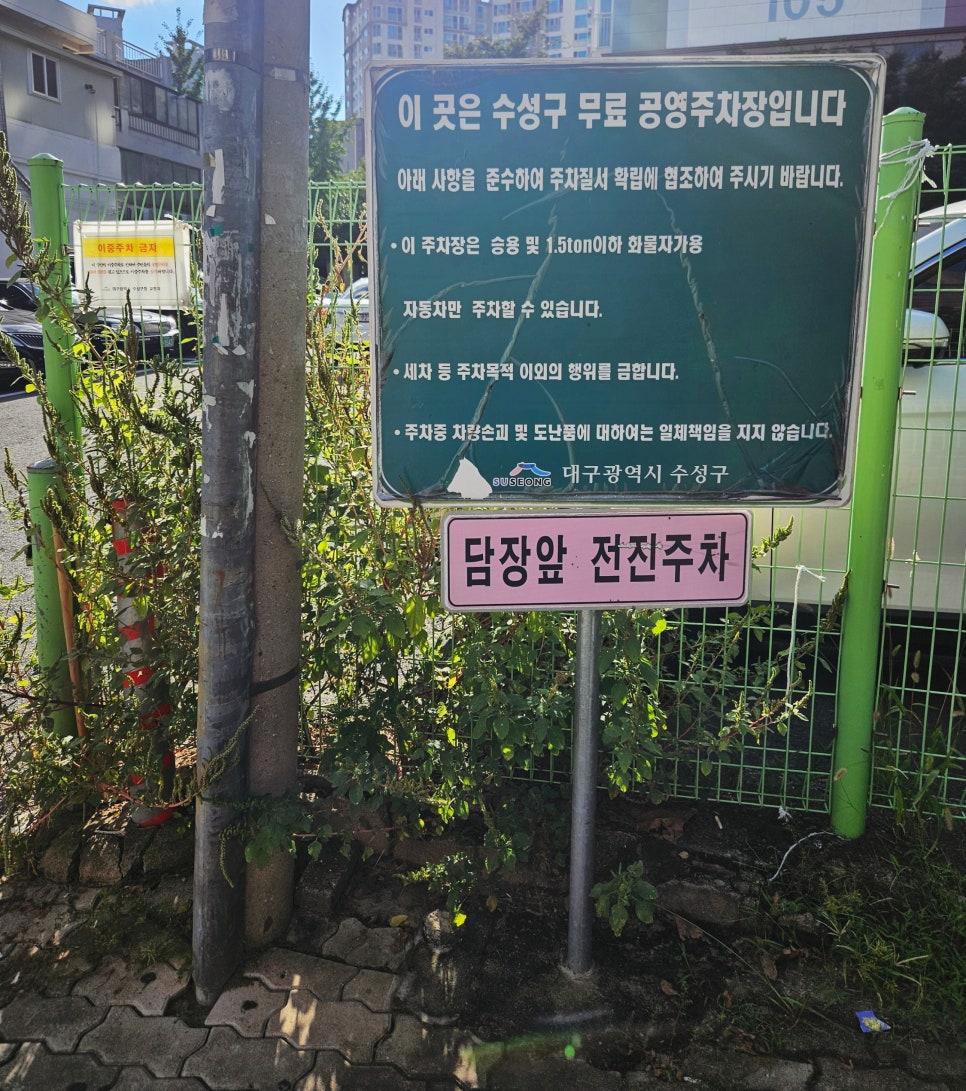 105
이 곳은 수성구 무료 공영주차장입니다
아래 사항을 준수하여 주차질서 확립에 협조하여 주시기 바랍니다.
• 이 주차장은 승용 및 1.5ton이하 화물자가용
자동차만 주차할 수 있습니다.
• 세차 등 주차목적 이외의 행위를 금합니다.
• 주차중 차량손괴 및 도난품에 대하여는 일체책임을 지지 않습니다.
SUSEONG 대구광역시 수성구
담장앞 전진주차
이중주차 금지